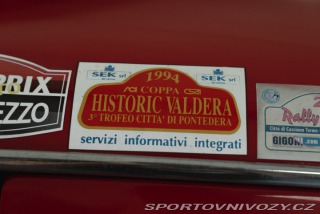 SEK srl
SEK srl
1994
COPPA
HISTORIC VALDERA
3° TROFEO CITTA' DI PONTEDERA
servizi informativi integrati
PRIX
EZZO
Rally
Città di Casciana Terme
SPORTOVNIVOZY.CZ